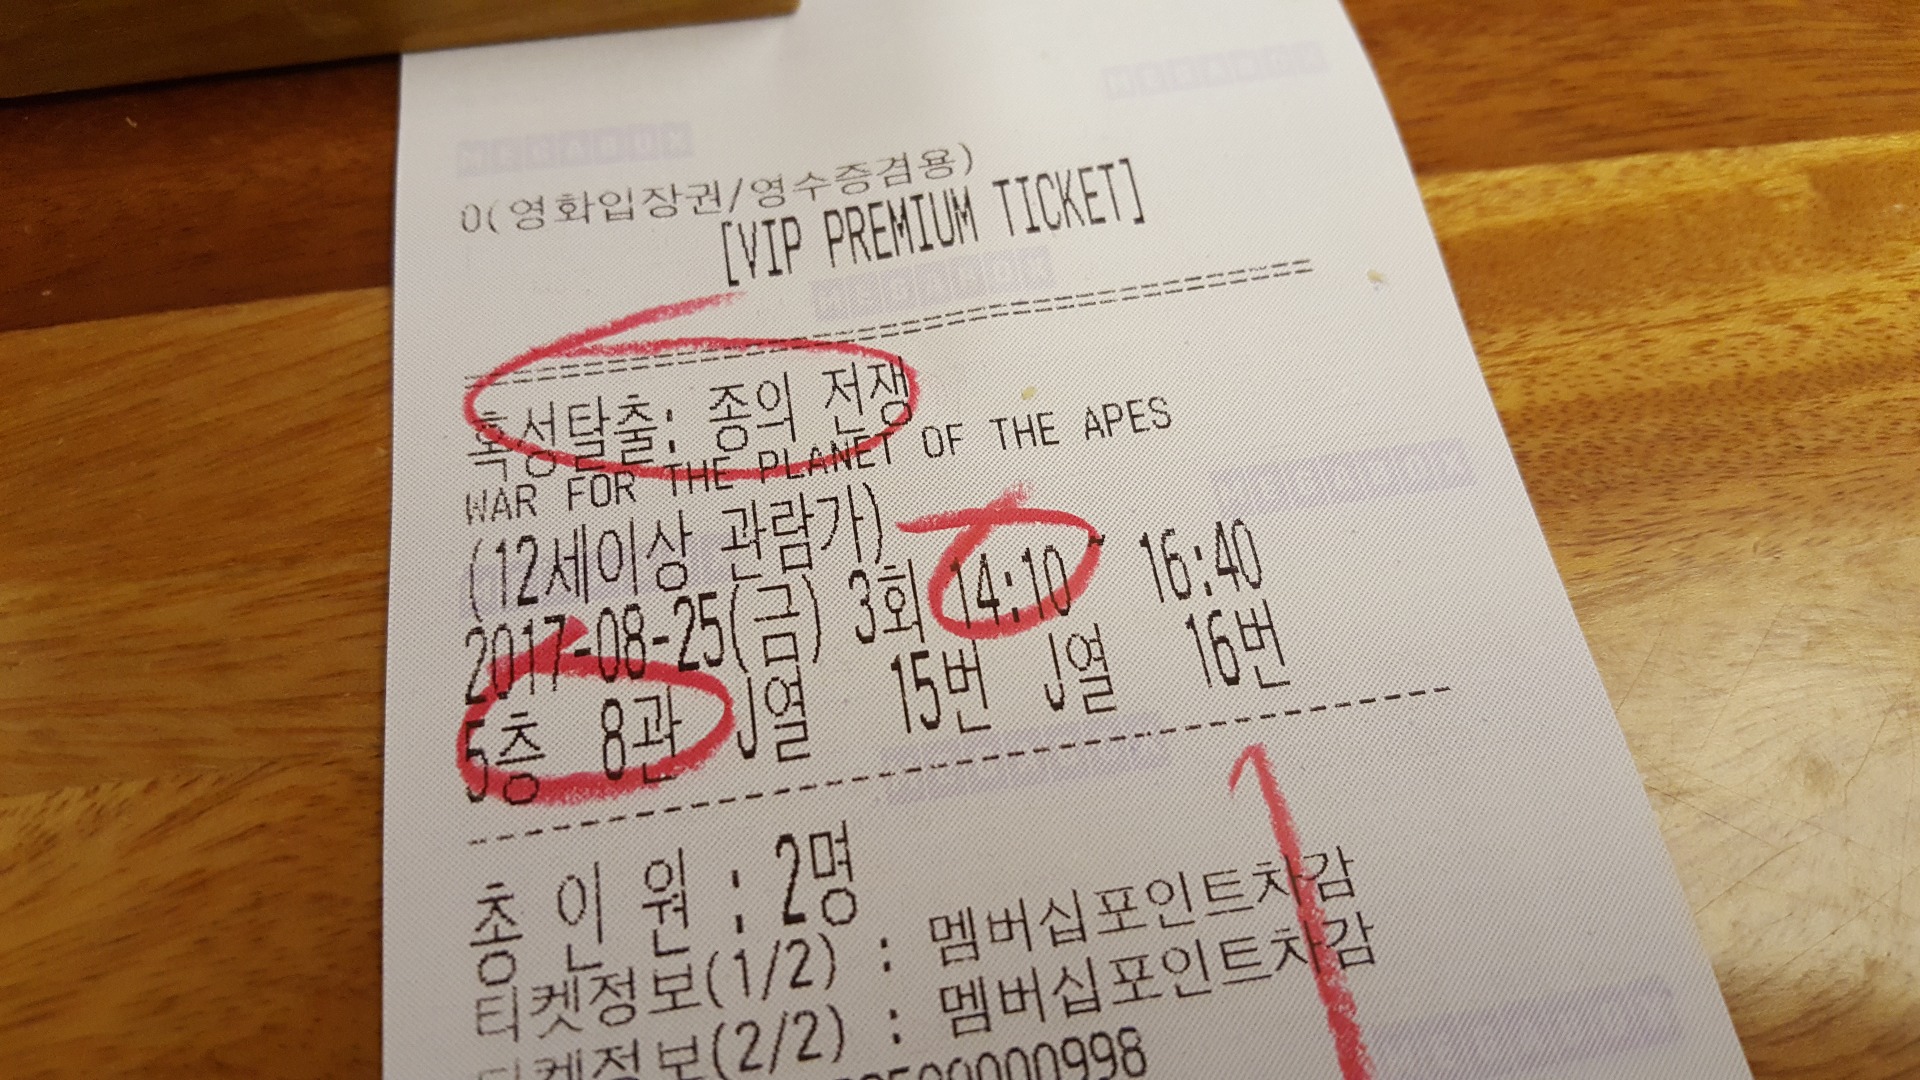 0(영화입장권/영수증겸용)
[VIP PREMIUM TICKET]
혹성탈출: 종의 전쟁
WAR FOR THE PLANET OF THE APES
(12세이상 관람가)
2017-08-25(금) 3회 14:10 ~ 16:40
5층 8관 J열 15번 J열 16번
총 인 원 : 2명
티켓정보(1/2) : 멤버십포인트차감
티켓정보(2/2) : 멤버십포인트차감
MEGABOX
MEGABOX
MEGABOX